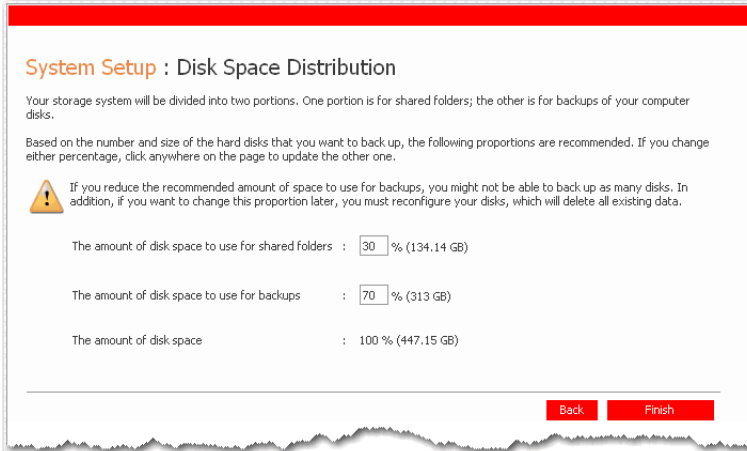 System Setup : Disk Space Distribution
Your storage system will be divided into two portions. One portion is for shared folders; the other is for backups of your computer
disks.
Based on the number and size of the hard disks that you want to back up, the following proportions are recommended. If you change
either percentage, click anywhere on the page to update the other one.
If you reduce the recommended amount of space to use for backups, you might not be able to back up as many disks. In
addition, if you want to change this proportion later, you must reconfigure your disks, which will delete all existing data.
The amount of disk space to use for shared folders : 30 % (134.14 GB)
The amount of disk space to use for backups : 70 % (313 GB)
The amount of disk space : 100 % (447.15 GB)
Back Finish